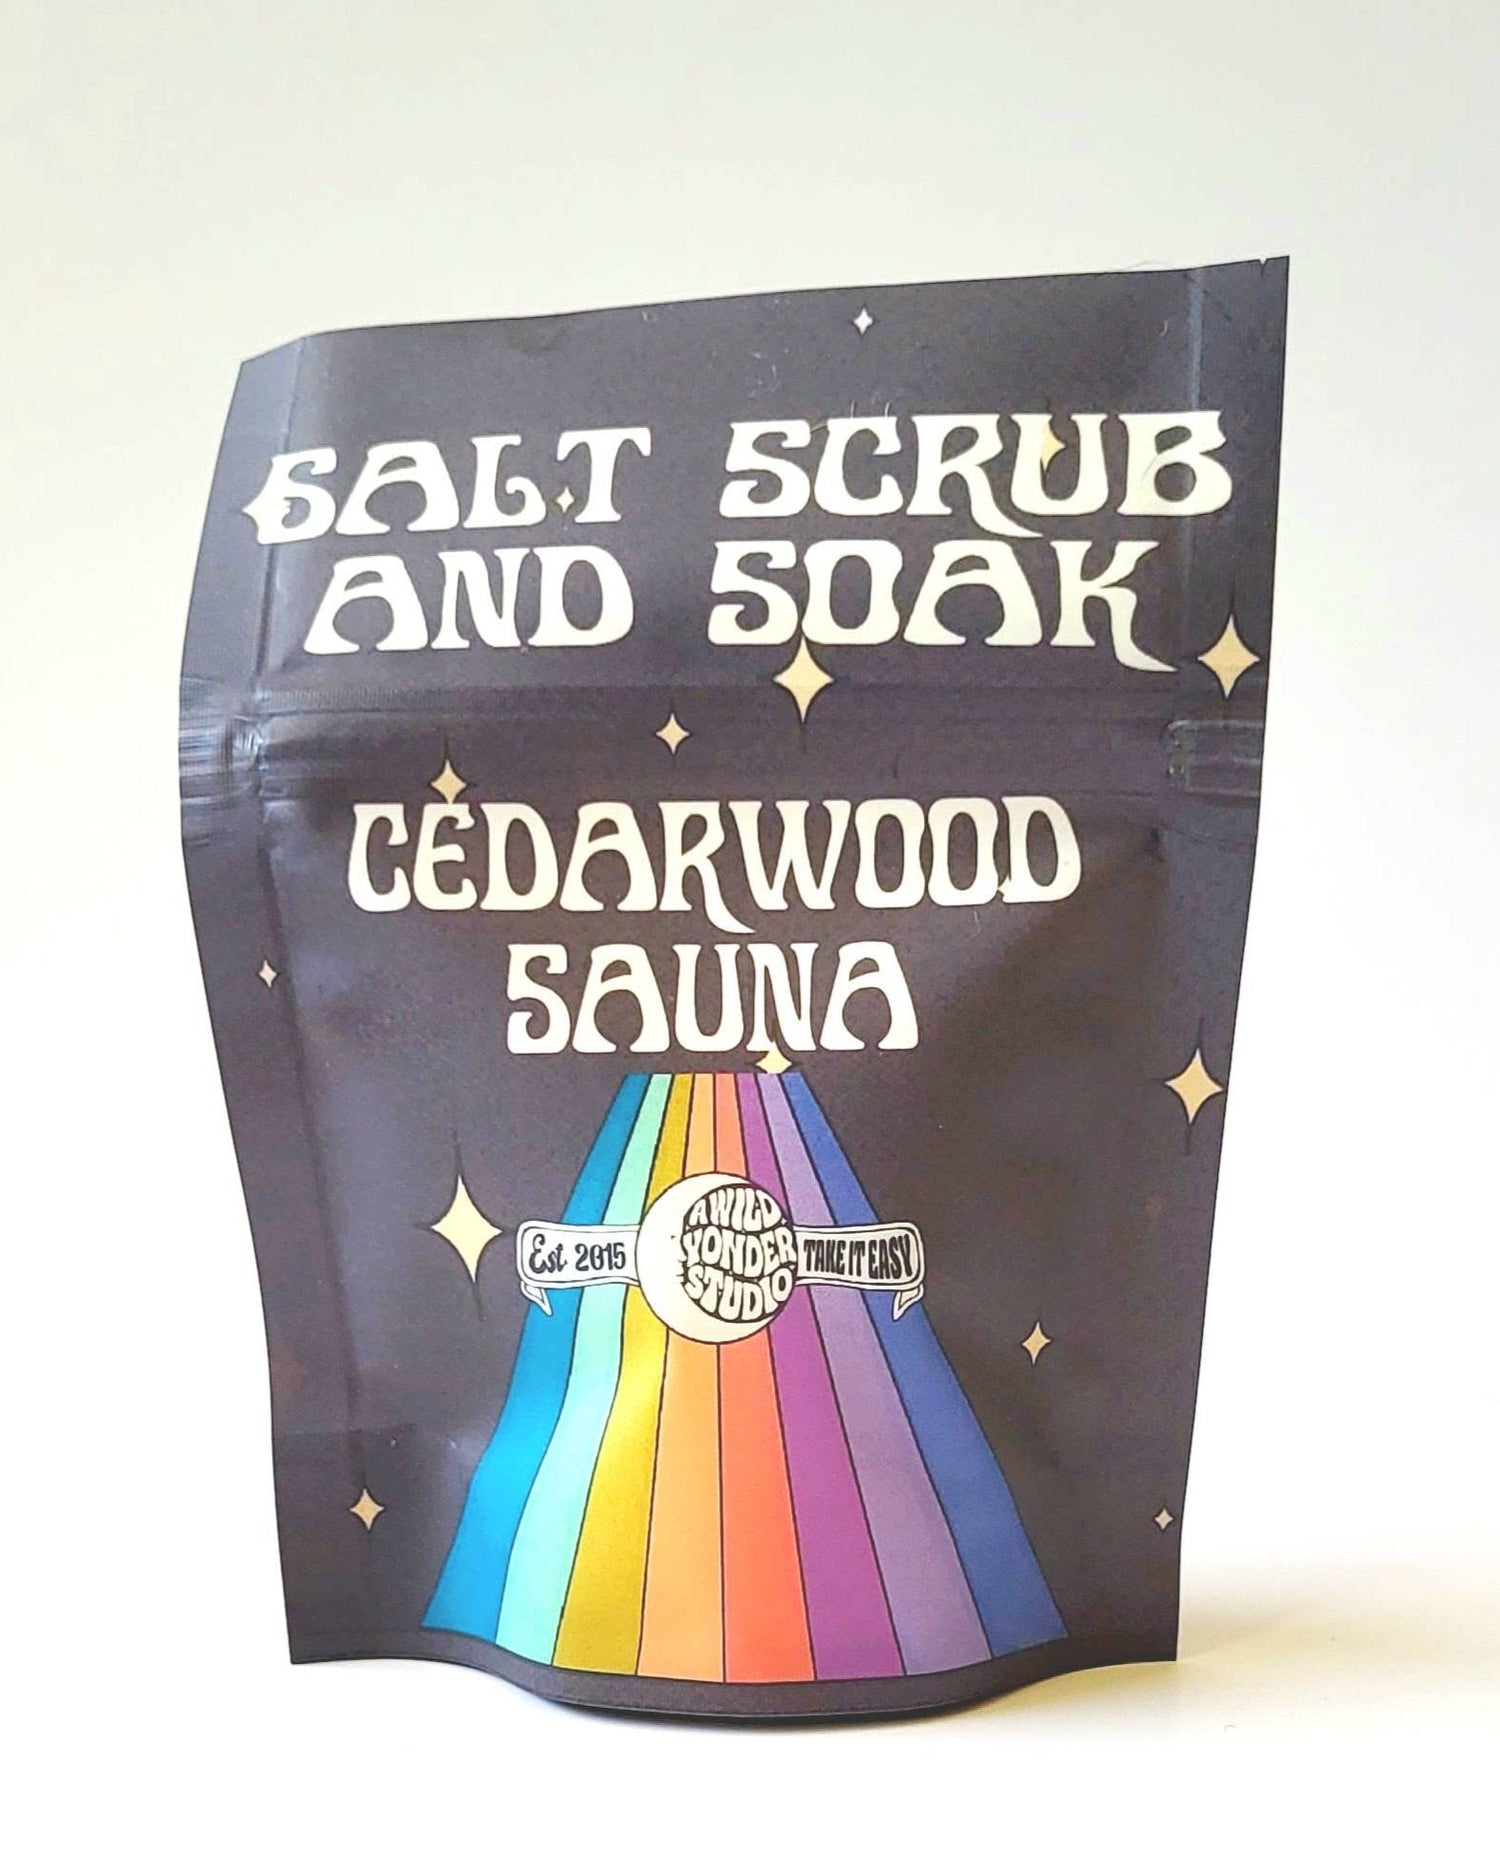 SALT SCRUB
AND SOAK
CEDARWOOD
SAUNA
Est 2015
A WILD
YONDER
STUDIO
TAKE IT EASY